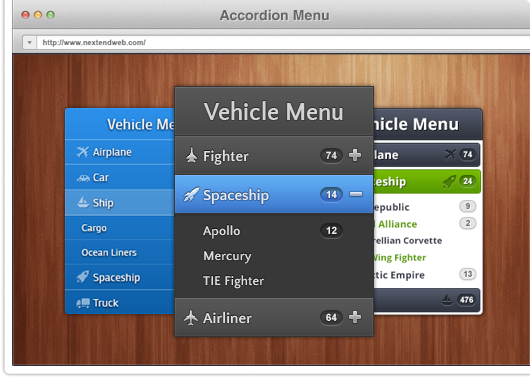 Accordion Menu
http://www.nextendweb.com/
Vehicle Me
Airplane
Car
Ship
Cargo
Ocean Liners
Spaceship
Truck
Vehicle Menu
Fighter 74
Spaceship 14
Apollo 12
Mercury
TIE Fighter
Airliner 64
icle Menu
lane 74
eship 24
epublic 9
Alliance 2
rellian Corvette
Wing Fighter
ctic Empire 13
476